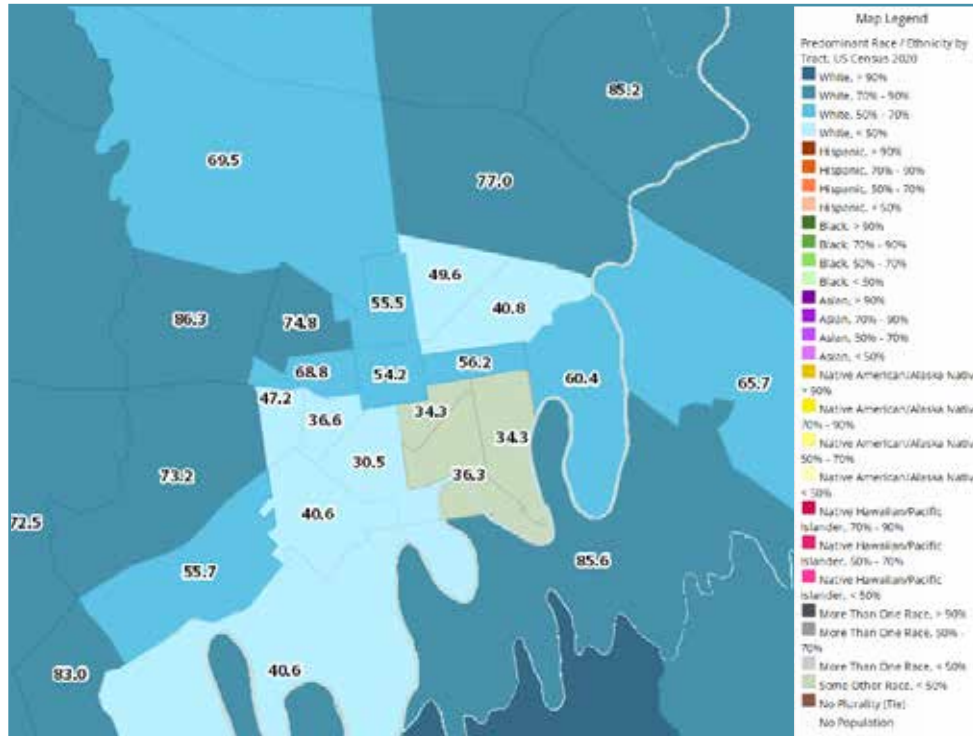 85.2
69.5
77.0
49.6
55.5
40.8
86.3
74.8
56.2
68.8
54.2
60.4
65.7
47.2
36.6
34.3
34.3
30.5
73.2
36.3
40.6
72.5
85.6
55.7
83.0
40.6
Map Legend
Predominant Race / Ethnicity by
Tract, US Census 2020
White, > 90%
White, 70% - 90%
White, 50% - 70%
White, < 50%
Hispanic, > 90%
Hispanic, 70% - 90%
Hispanic, 50% - 70%
Hispanic, < 50%
Black, > 90%
Black, 70% - 90%
Black, 50% - 70%
Black, < 50%
Asian, > 90%
Asian, 70% - 90%
Asian, 50% - 70%
Asian, < 50%
Native American/Alaska Nativ
> 90%
Native American/Alaska Nativ
70% - 90%
Native American/Alaska Nativ
50% - 70%
Native American/Alaska Nativ
< 50%
Native Hawaiian/Pacific
Islander, 70% - 90%
Native Hawaiian/Pacific
Islander, 50% - 70%
Native Hawaiian/Pacific
Islander, < 50%
More Than One Race, > 90%
More Than One Race, 50% -
70%
More Than One Race, < 50%
Some Other Race, < 50%
No Plurality (Tie)
No Population